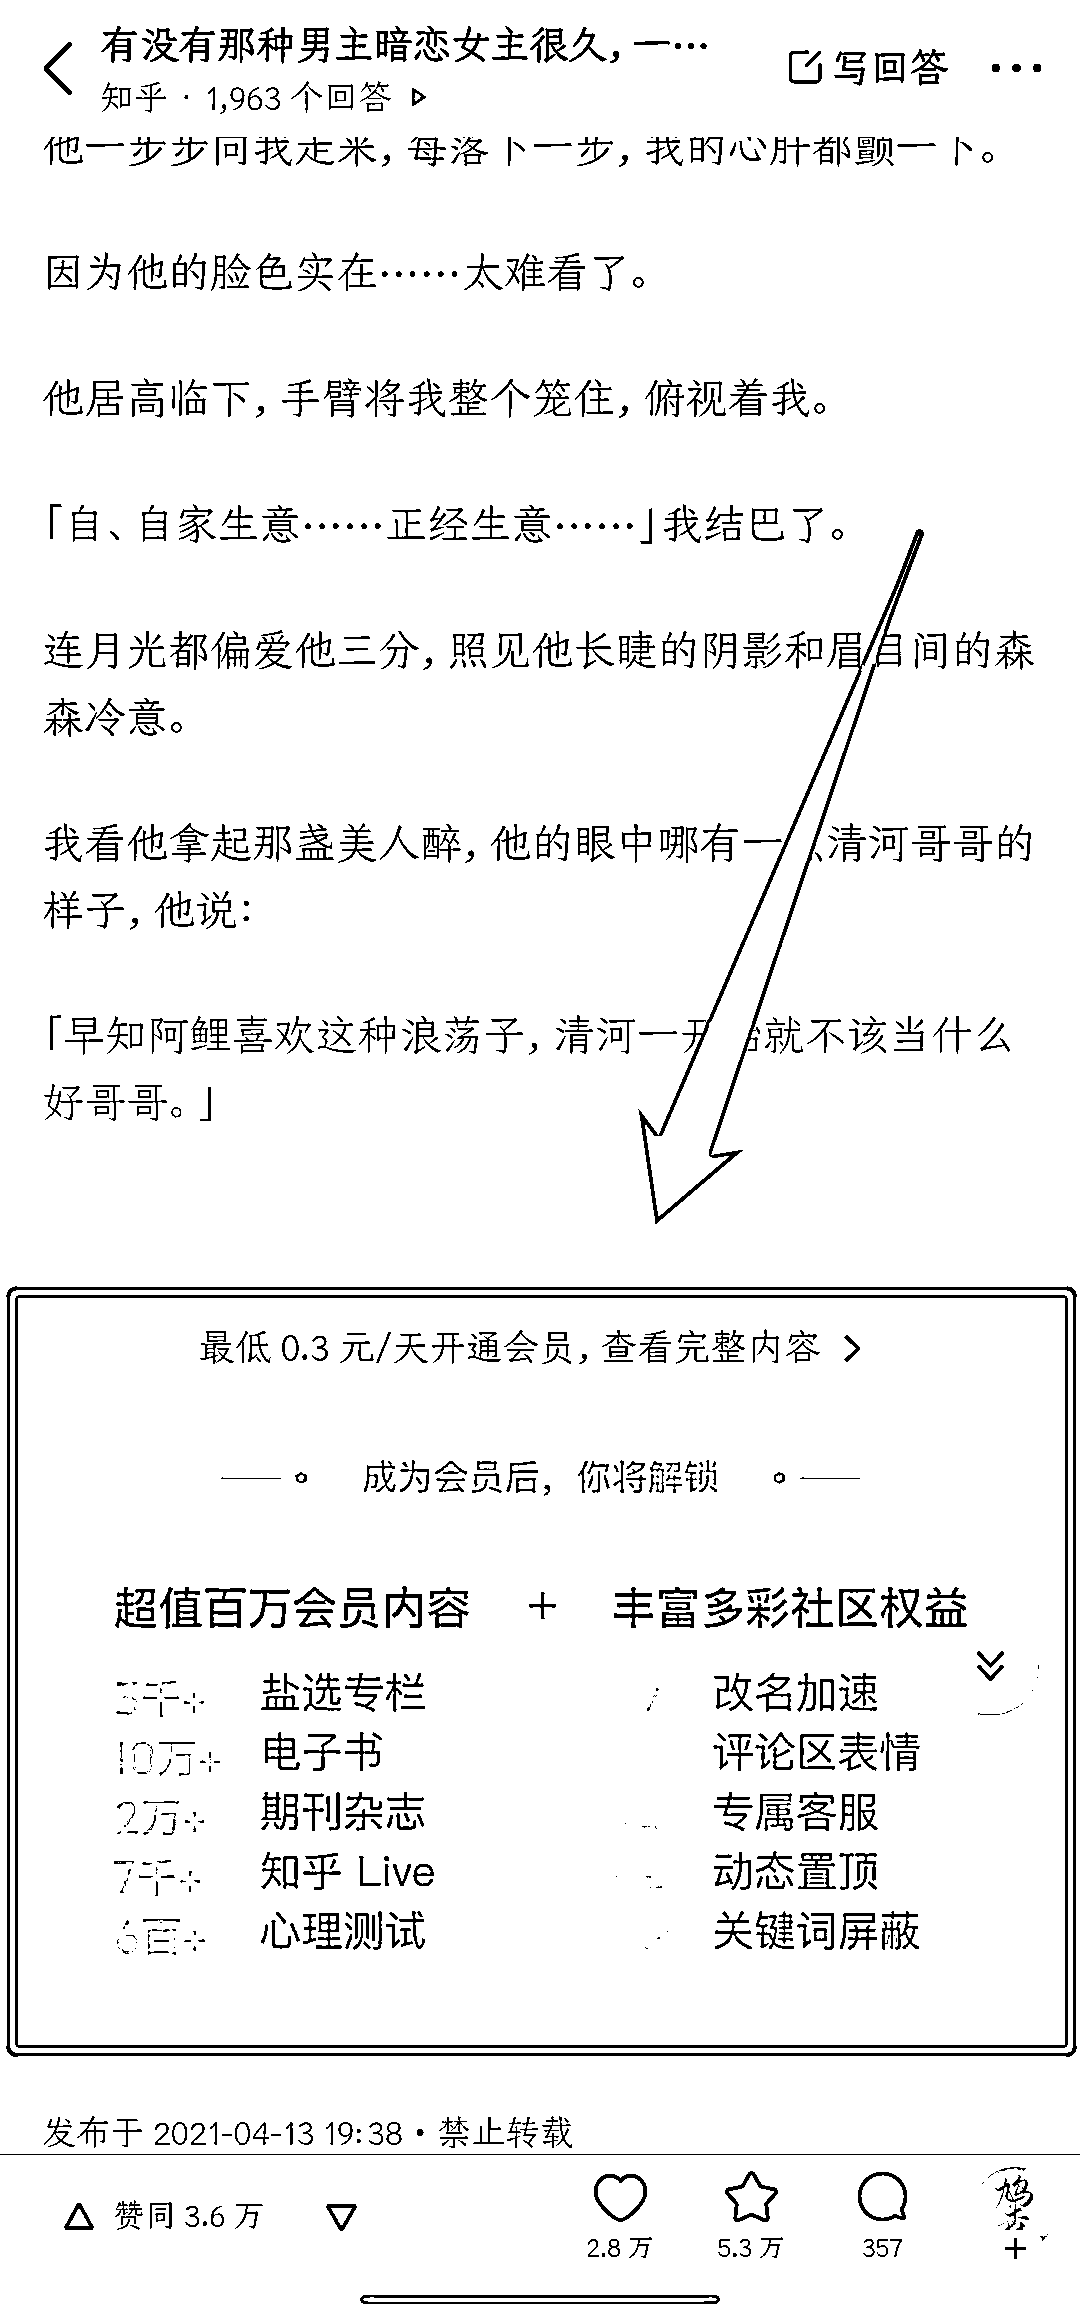 有没有那种男主暗恋女主很久，一…
写回答
知乎 · 1,963 个回答
他一步步向我走来，每落下一步，我的心肝都颤一下。
因为他的脸色实在……太难看了。
他居高临下，手臂将我整个笼住，俯视着我。
「自、自家生意……正经生意……」我结巴了。
连月光都偏爱他三分，照见他长睫的阴影和眉目间的森
森冷意。
我看他拿起那盏美人醉，他的眼中哪有一 清河哥哥的
样子，他说：
「早知阿鲤喜欢这种浪荡子，清河一开始就不该当什么
好哥哥。」
最低 0.3 元/天开通会员，查看完整内容
成为会员后，你将解锁
超值百万会员内容 + 丰富多彩社区权益
5千+ 盐选专栏 改名加速
10万+ 电子书 评论区表情
2万+ 期刊杂志 专属客服
7千+ 知乎 Live 动态置顶
6百+ 心理测试 关键词屏蔽
发布于 2021-04-13 19:38 · 禁止转载
赞同 3.6 万
2.8 万 5.3 万 357